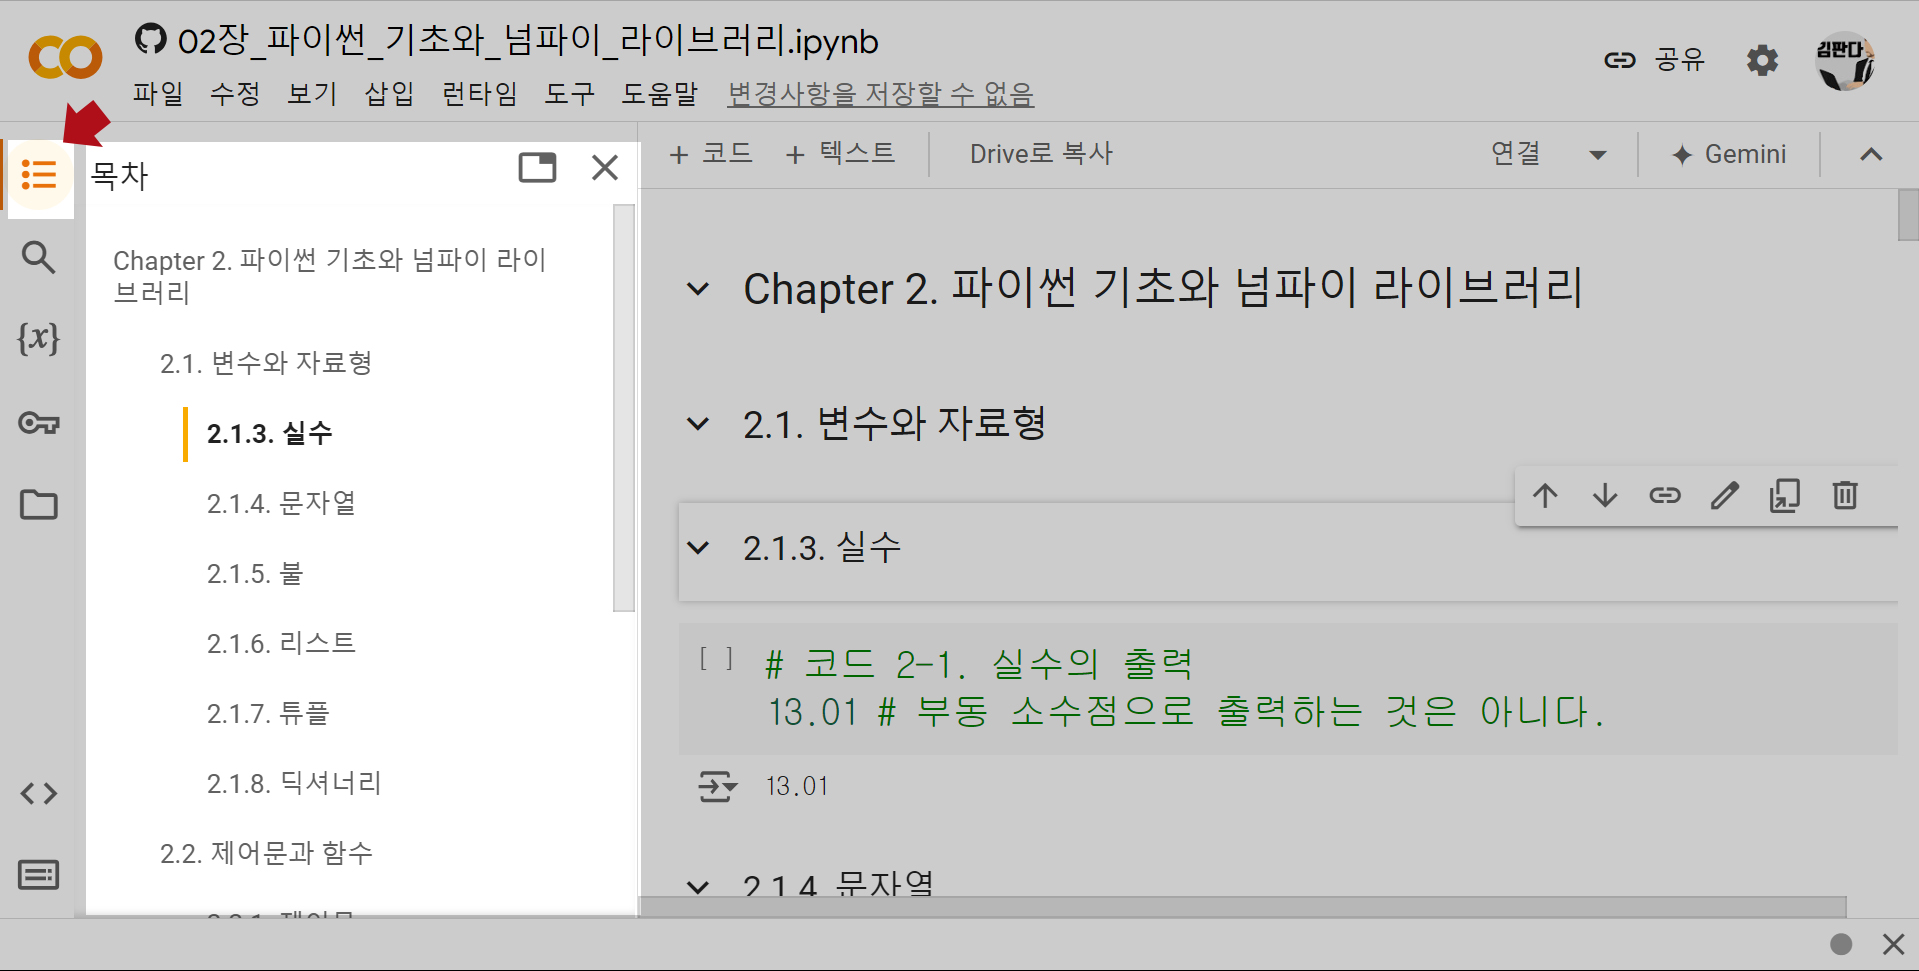 02장_파이썬_기초와_넘파이_라이브러리.ipynb
파일 수정 보기 삽입 런타임 도구 도움말 변경사항을 저장할 수 없음
공유
김판다
목차
Chapter 2. 파이썬 기초와 넘파이 라이
브러리
2.1. 변수와 자료형
2.1.3. 실수
2.1.4. 문자열
2.1.5. 불
2.1.6. 리스트
2.1.7. 튜플
2.1.8. 딕셔너리
2.2. 제어문과 함수
2.2.1. 제어문
+ 코드 + 텍스트 Drive로 복사 연결 Gemini
Chapter 2. 파이썬 기초와 넘파이 라이브러리
2.1. 변수와 자료형
2.1.3. 실수
[ ] # 코드 2-1. 실수의 출력
13.01 # 부동 소수점으로 출력하는 것은 아니다.
13.01
2.1.4. 문자열